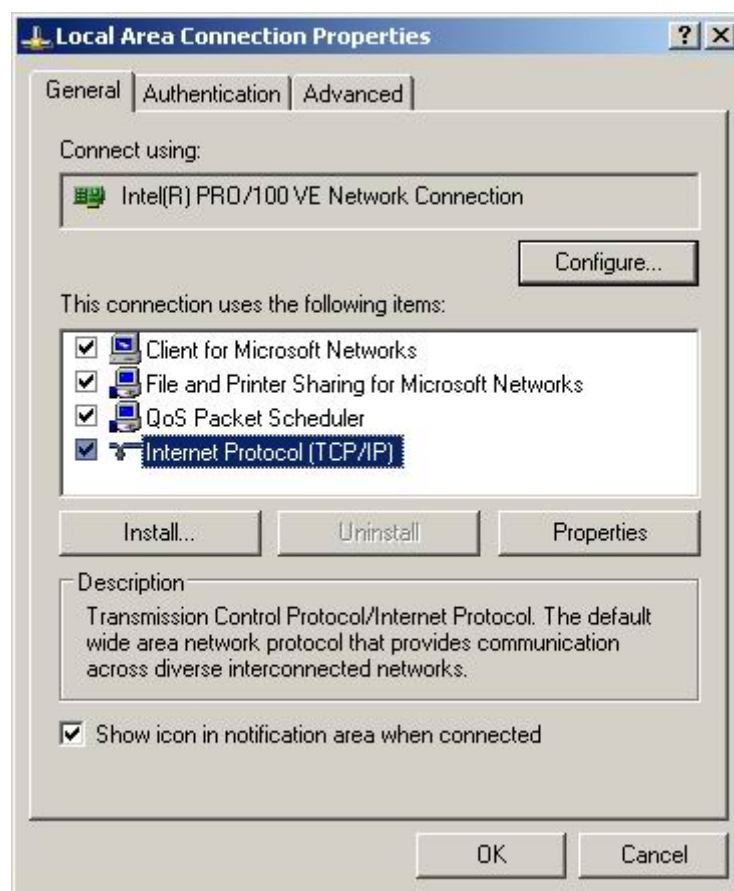 Local Area Connection Properties
General
Authentication
Advanced
Connect using:
Intel(R) PRO/100 VE Network Connection
Configure...
This connection uses the following items:
Client for Microsoft Networks
File and Printer Sharing for Microsoft Networks
QoS Packet Scheduler
Internet Protocol (TCP/IP)
Install...
Uninstall
Properties
Description
Transmission Control Protocol/Internet Protocol. The default
wide area network protocol that provides communication
across diverse interconnected networks.
Show icon in notification area when connected
OK
Cancel